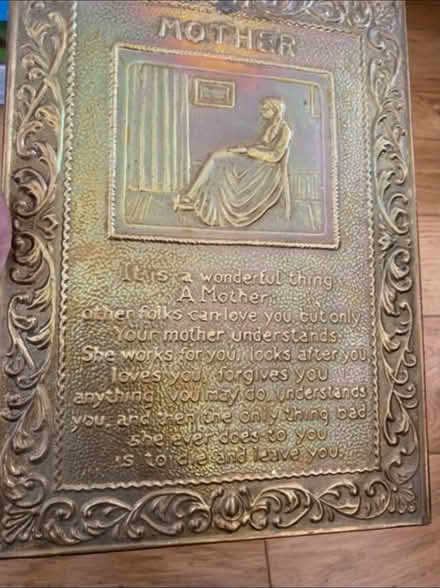 MOTHER
It is a wonderful thing
A Mother,
other folks can love you, but only
Your mother understands.
She works for you, looks after you
loves you, forgives you
anything you may do, understands
you, and then the only thing bad
she ever does to you
is to die and leave you.